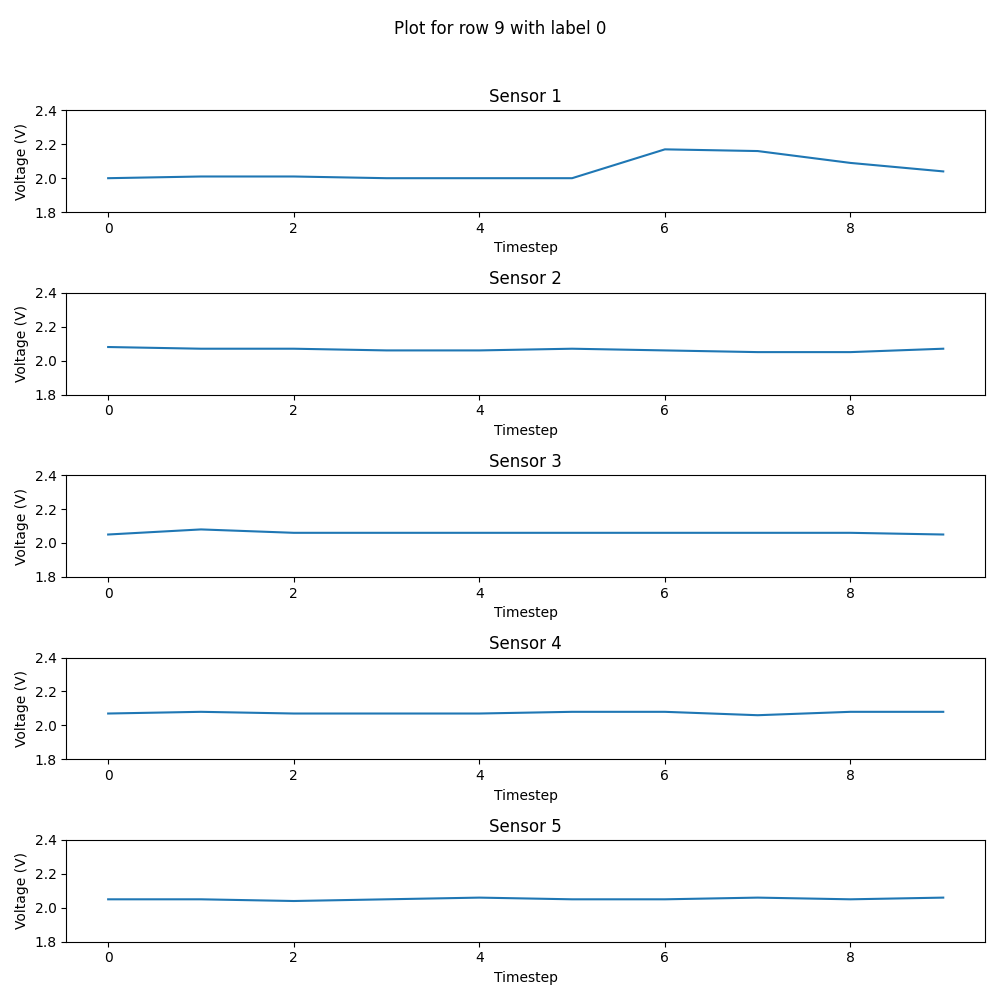 Plot for row 9 with label 0
Sensor 1
2.4
2.2
2.0
1.8
Voltage (V)
0 2 4 6 8
Timestep
Sensor 2
2.4
2.2
2.0
1.8
Voltage (V)
0 2 4 6 8
Timestep
Sensor 3
2.4
2.2
2.0
1.8
Voltage (V)
0 2 4 6 8
Timestep
Sensor 4
2.4
2.2
2.0
1.8
Voltage (V)
0 2 4 6 8
Timestep
Sensor 5
2.4
2.2
2.0
1.8
Voltage (V)
0 2 4 6 8
Timestep